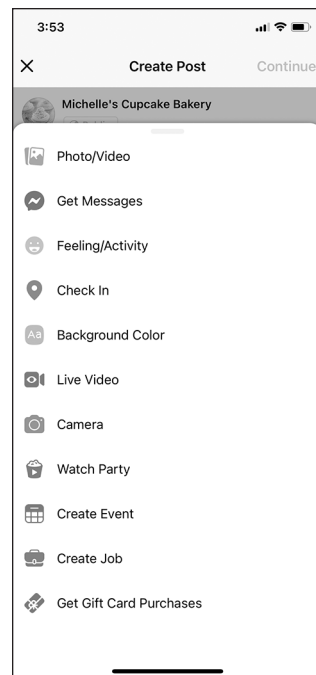 3:53
Create Post
Continue
Michelle's Cupcake Bakery
Photo/Video
Get Messages
Feeling/Activity
Check In
Aa Background Color
Live Video
Camera
Watch Party
Create Event
Create Job
Get Gift Card Purchases